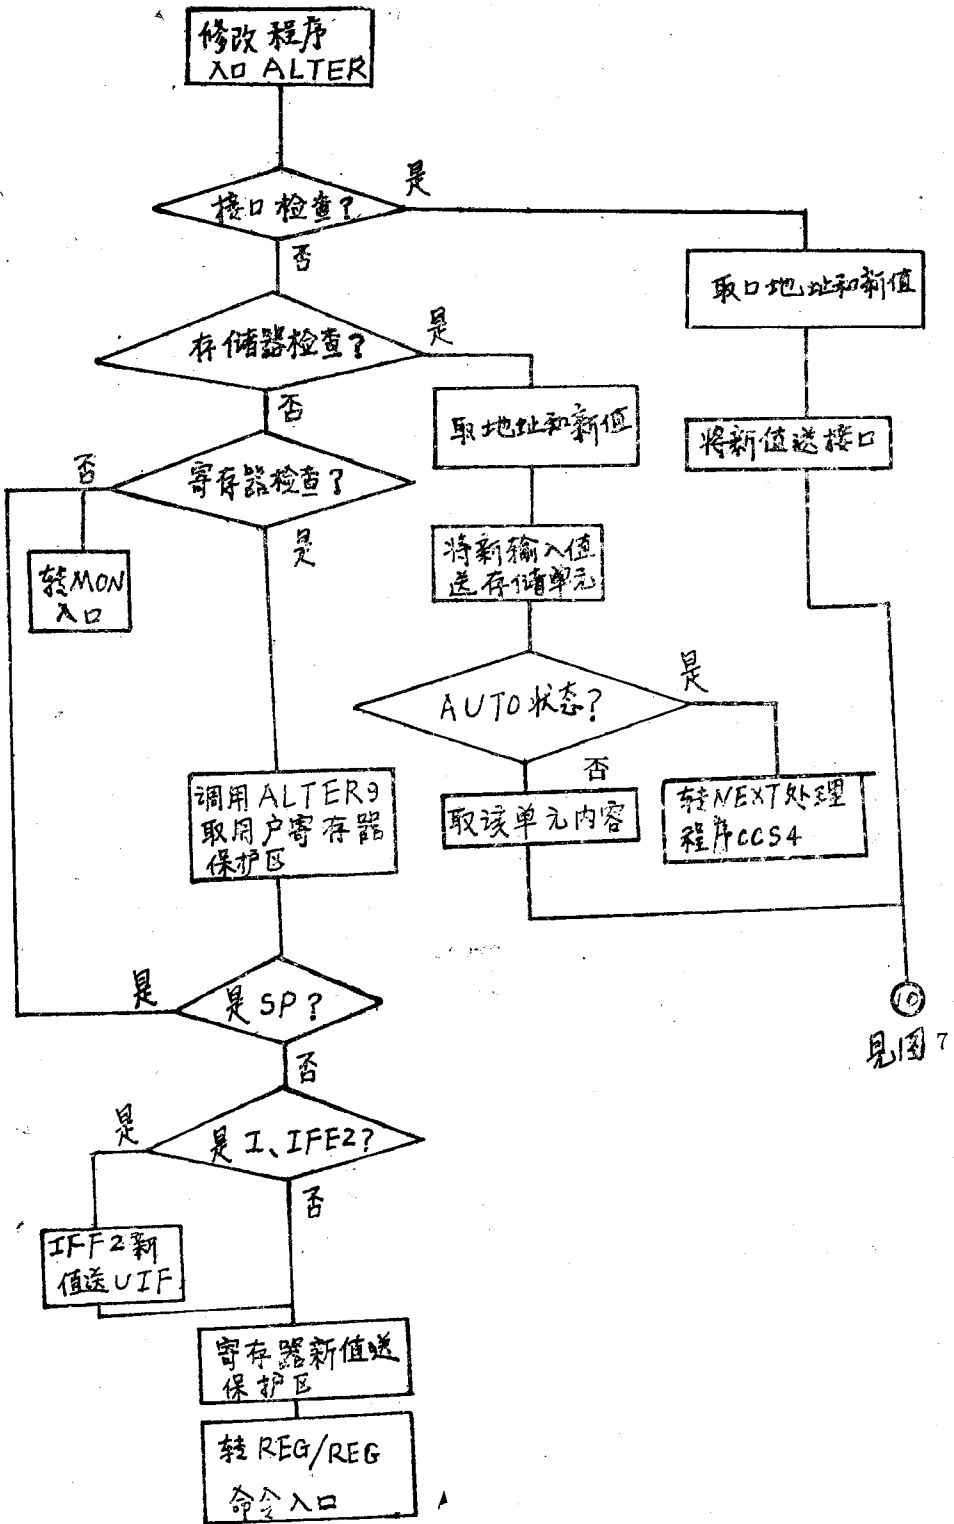 修改程序
入口 ALTER
接口检查?
是
否
取口地址和新值
存储器检查?
是
否
取地址和新值
将新值送接口
寄存器检查?
否
是
转MON
入口
将新输入值
送存储单元
AUTO状态?
是
否
调用ALTER9
取用户寄存器
保护区
取该单元内容
转NEXT处理
程序CCS4
是SP?
是
否
10
见图 7
是I、IFE2?
是
否
IFF2新
值送UIF
寄存器新值送
保护区
转REG/REG
命令入口